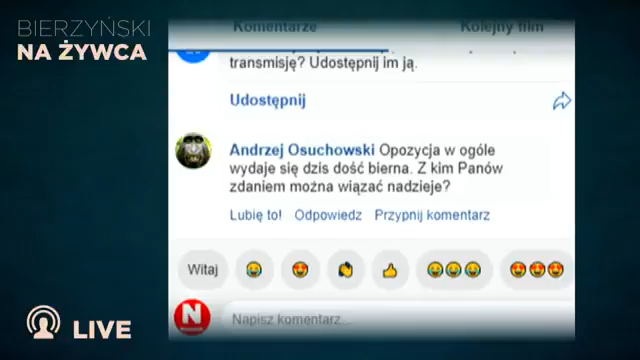 BIERZYŃSKI
NA ŻYWCA
Komentarze
Kolejny film
transmisję? Udostępnij im ją.
Udostępnij
Andrzej Osuchowski Opozycja w ogóle
wydaje się dzis dość bierna. Z kim Panów
zdaniem można wiązać nadzieje?
Lubię to! Odpowiedz Przypnij komentarz
Witaj
N
Napisz komentarz...
LIVE